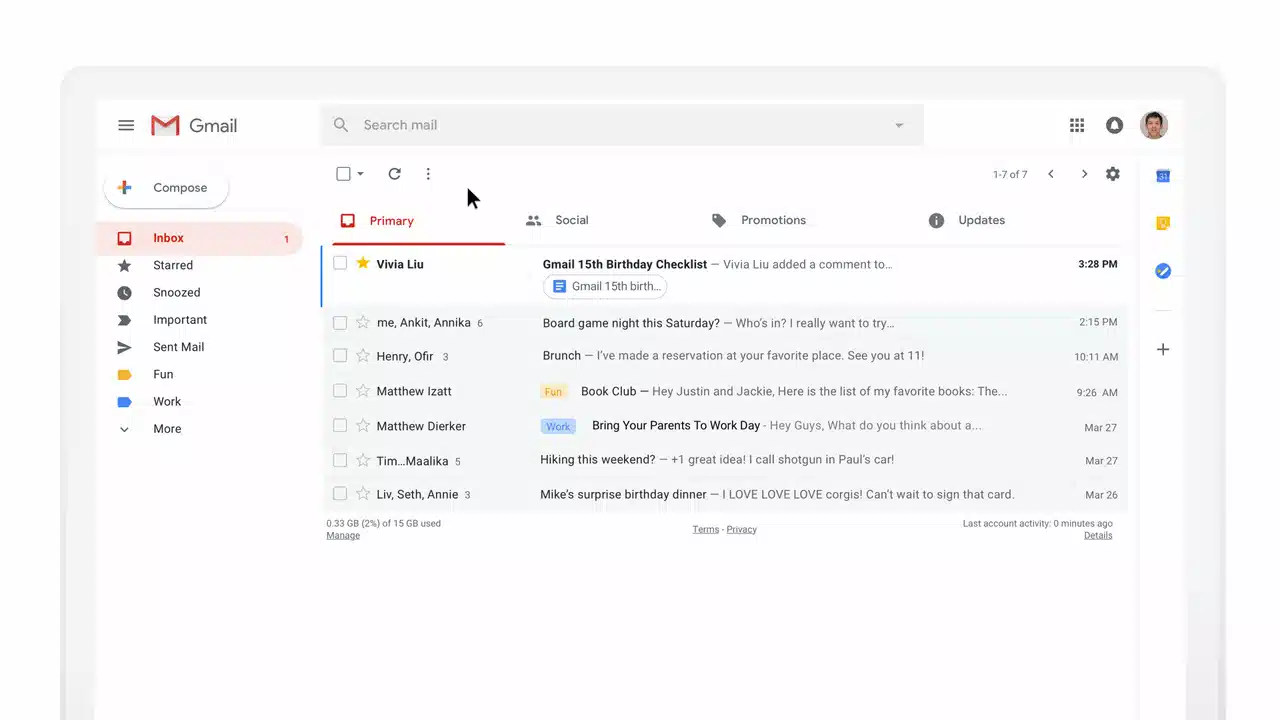 Gmail
Search mail
Compose
1-7 of 7
31
Primary
Social
Promotions
Updates
Inbox 1
Starred
Snoozed
Important
Sent Mail
Fun
Work
More
Vivia Liu Gmail 15th Birthday Checklist — Vivia Liu added a comment to... 3:28 PM
Gmail 15th birth...
me, Ankit, Annika 6 Board game night this Saturday? — Who's in? I really want to try... 2:15 PM
Henry, Ofir 3 Brunch — I've made a reservation at your favorite place. See you at 11! 10:11 AM
Matthew Izatt Fun Book Club — Hey Justin and Jackie, Here is the list of my favorite books: The... 9:26 AM
Matthew Dierker Work Bring Your Parents To Work Day - Hey Guys, What do you think about a... Mar 27
Tim...Maalika 5 Hiking this weekend? — +1 great idea! I call shotgun in Paul's car! Mar 27
Liv, Seth, Annie 3 Mike's surprise birthday dinner — I LOVE LOVE LOVE corgis! Can't wait to sign that card. Mar 26
0.33 GB (2%) of 15 GB used
Manage
Terms - Privacy
Last account activity: 0 minutes ago
Details